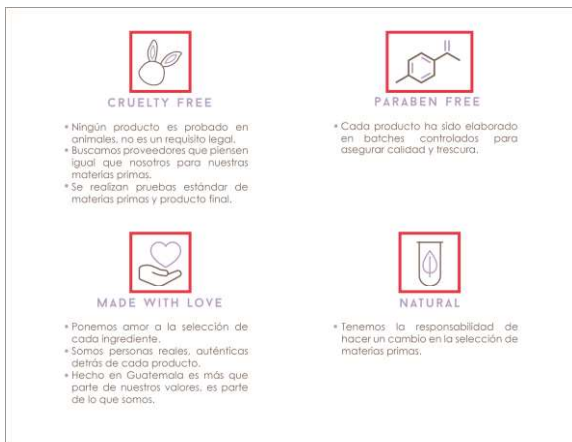 CRUELTY FREE
• Ningún producto es probado en
animales, no es un requisito legal.
• Buscamos proveedores que piensen
igual que nosotros para nuestras
materias primas.
• Se realizan pruebas estándar de
materias primas y producto final.
PARABEN FREE
• Cada producto ha sido elaborado
en batches controlados para
asegurar calidad y frescura.
MADE WITH LOVE
• Ponemos amor a la selección de
cada ingrediente.
• Somos personas reales, auténticas
detrás de cada producto.
• Hecho en Guatemala es más que
parte de nuestros valores, es parte
de lo que somos.
NATURAL
• Tenemos la responsabilidad de
hacer un cambio en la selección de
materias primas.